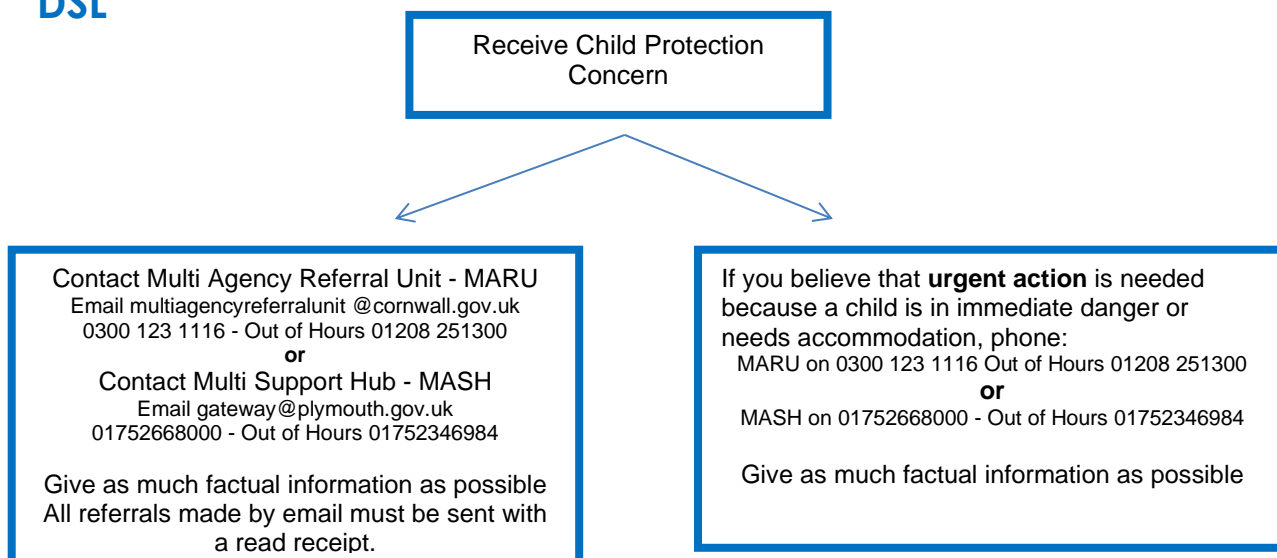 DSL
Receive Child Protection
Concern
Contact Multi Agency Referral Unit - MARU
Email multiagencyreferralunit @cornwall.gov.uk
0300 123 1116 - Out of Hours 01208 251300
or
Contact Multi Support Hub - MASH
Email gateway@plymouth.gov.uk
01752668000 - Out of Hours 01752346984
Give as much factual information as possible
All referrals made by email must be sent with
a read receipt.
If you believe that urgent action is needed
because a child is in immediate danger or
needs accommodation, phone:
MARU on 0300 123 1116 Out of Hours 01208 251300
or
MASH on 01752668000 - Out of Hours 01752346984
Give as much factual information as possible